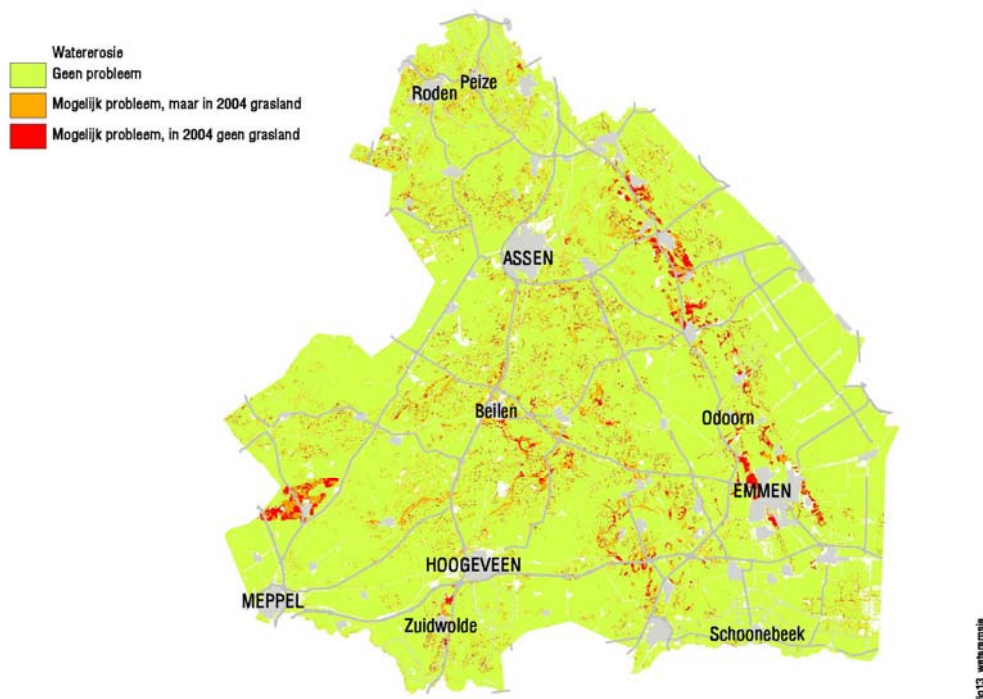 Watererosie
Geen probleem
Mogelijk probleem, maar in 2004 grasland
Mogelijk probleem, in 2004 geen grasland
Peize
Roden
ASSEN
Beilen
Odoorn
EMMEN
HOOGEVEEN
MEPPEL
Zuidwolde
Schoonebeek